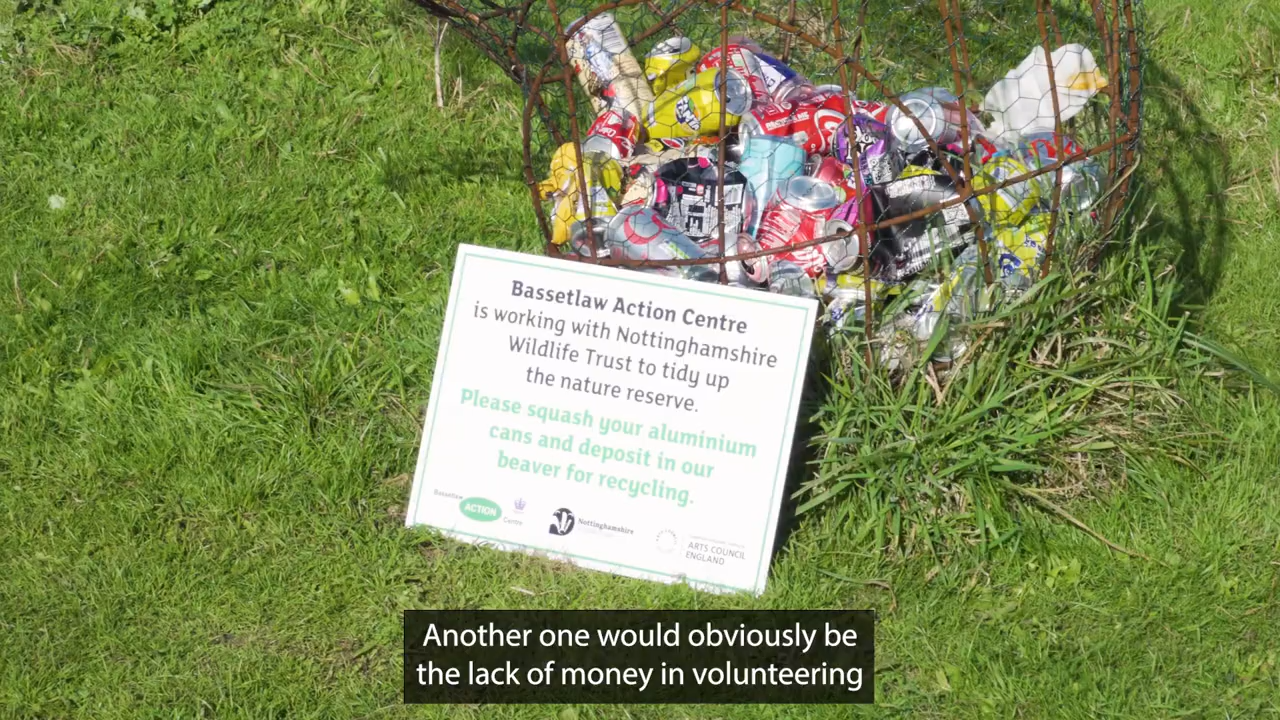 Bassetlaw Action Centre
is working with Nottinghamshire
Wildlife Trust to tidy up
the nature reserve.
Please squash your aluminium
cans and deposit in our
beaver for recycling.
Bassetlaw
ACTION
Centre
Nottinghamshire
ARTS COUNCIL
ENGLAND
Another one would obviously be
the lack of money in volunteering